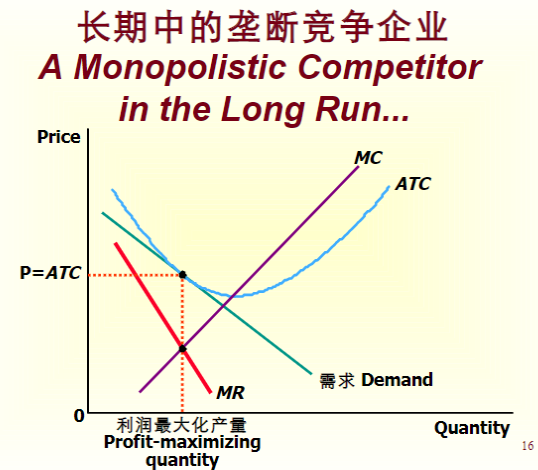 长期中的垄断竞争企业
A Monopolistic Competitor
in the Long Run...
Price
MC
ATC
P=ATC
需求 Demand
MR
0
利润最大化产量
Profit-maximizing
quantity
Quantity
16